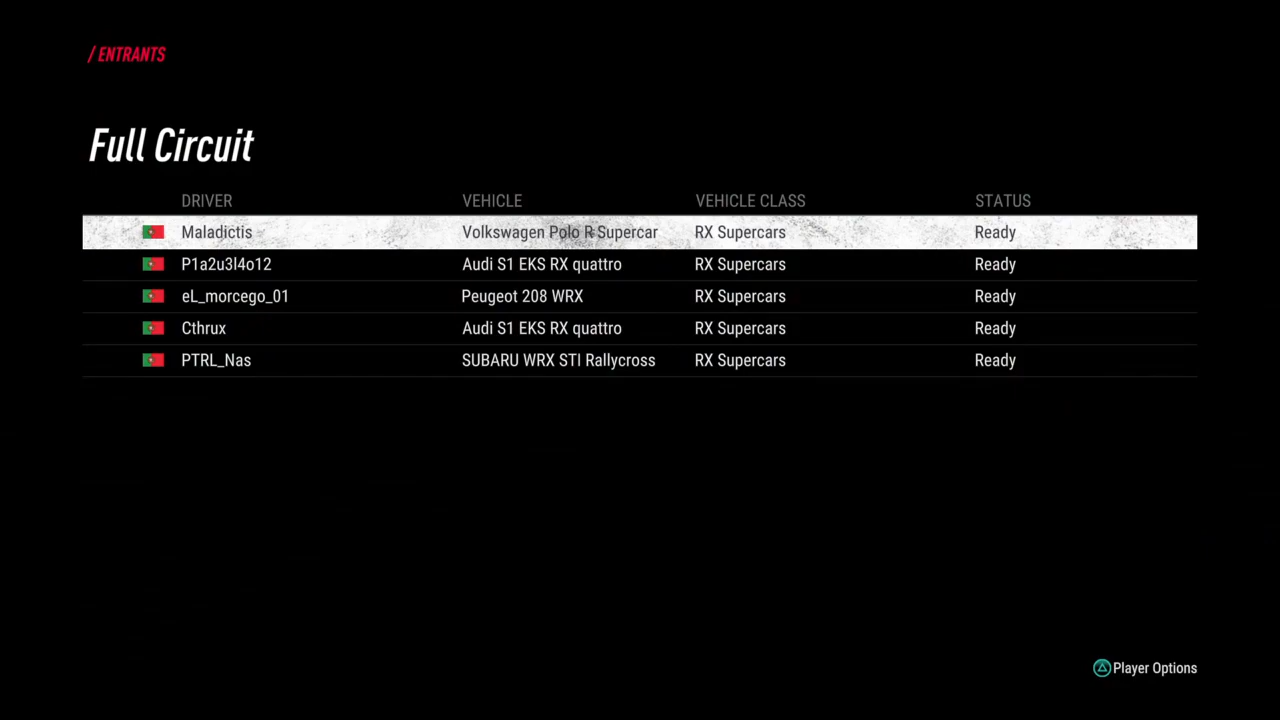 / ENTRANTS
Full Circuit
DRIVER VEHICLE VEHICLE CLASS STATUS
Maladictis Volkswagen Polo R Supercar RX Supercars Ready
P1a2u3l4o12 Audi S1 EKS RX quattro RX Supercars Ready
eL_morcego_01 Peugeot 208 WRX RX Supercars Ready
Cthrux Audi S1 EKS RX quattro RX Supercars Ready
PTRL_Nas SUBARU WRX STI Rallycross RX Supercars Ready
Player Options